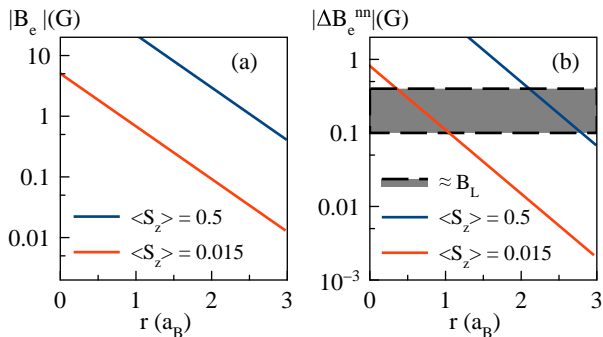 |B_e|(G)
(a)
10
1
0.1
0.01
<S_z> = 0.5
<S_z> = 0.015
0 1 2 3
r (a_B)
|ΔB_e^nn|(G)
(b)
1
0.1
0.01
10^−3
≈ B_L
<S_z> = 0.5
<S_z> = 0.015
0 1 2 3
r (a_B)